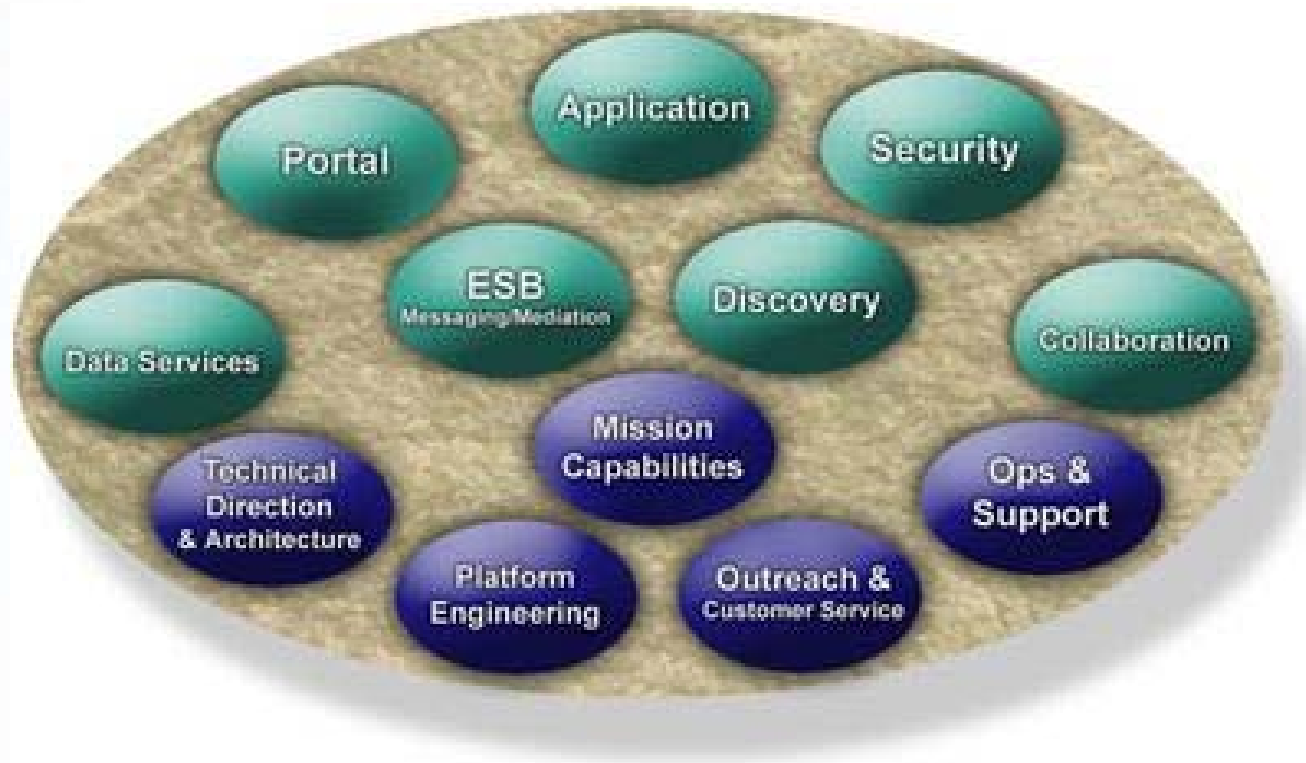 Application
Portal
Security
ESB
Messaging/Mediation
Discovery
Data Services
Collaboration
Mission
Capabilities
Technical
Direction
& Architecture
Ops &
Support
Platform
Engineering
Outreach &
Customer Service